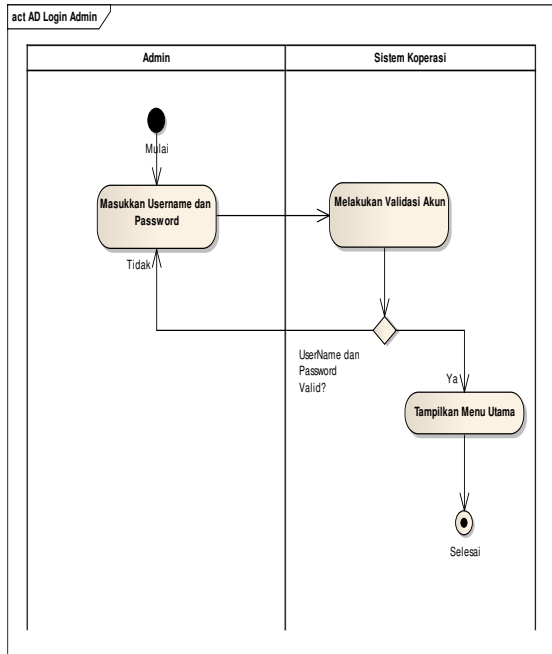 act AD Login Admin
Admin
Sistem Koperasi
Mulai
Masukkan Username dan
Password
Melakukan Validasi Akun
Tidak
UserName dan
Password
Valid?
Ya
Tampilkan Menu Utama
Selesai